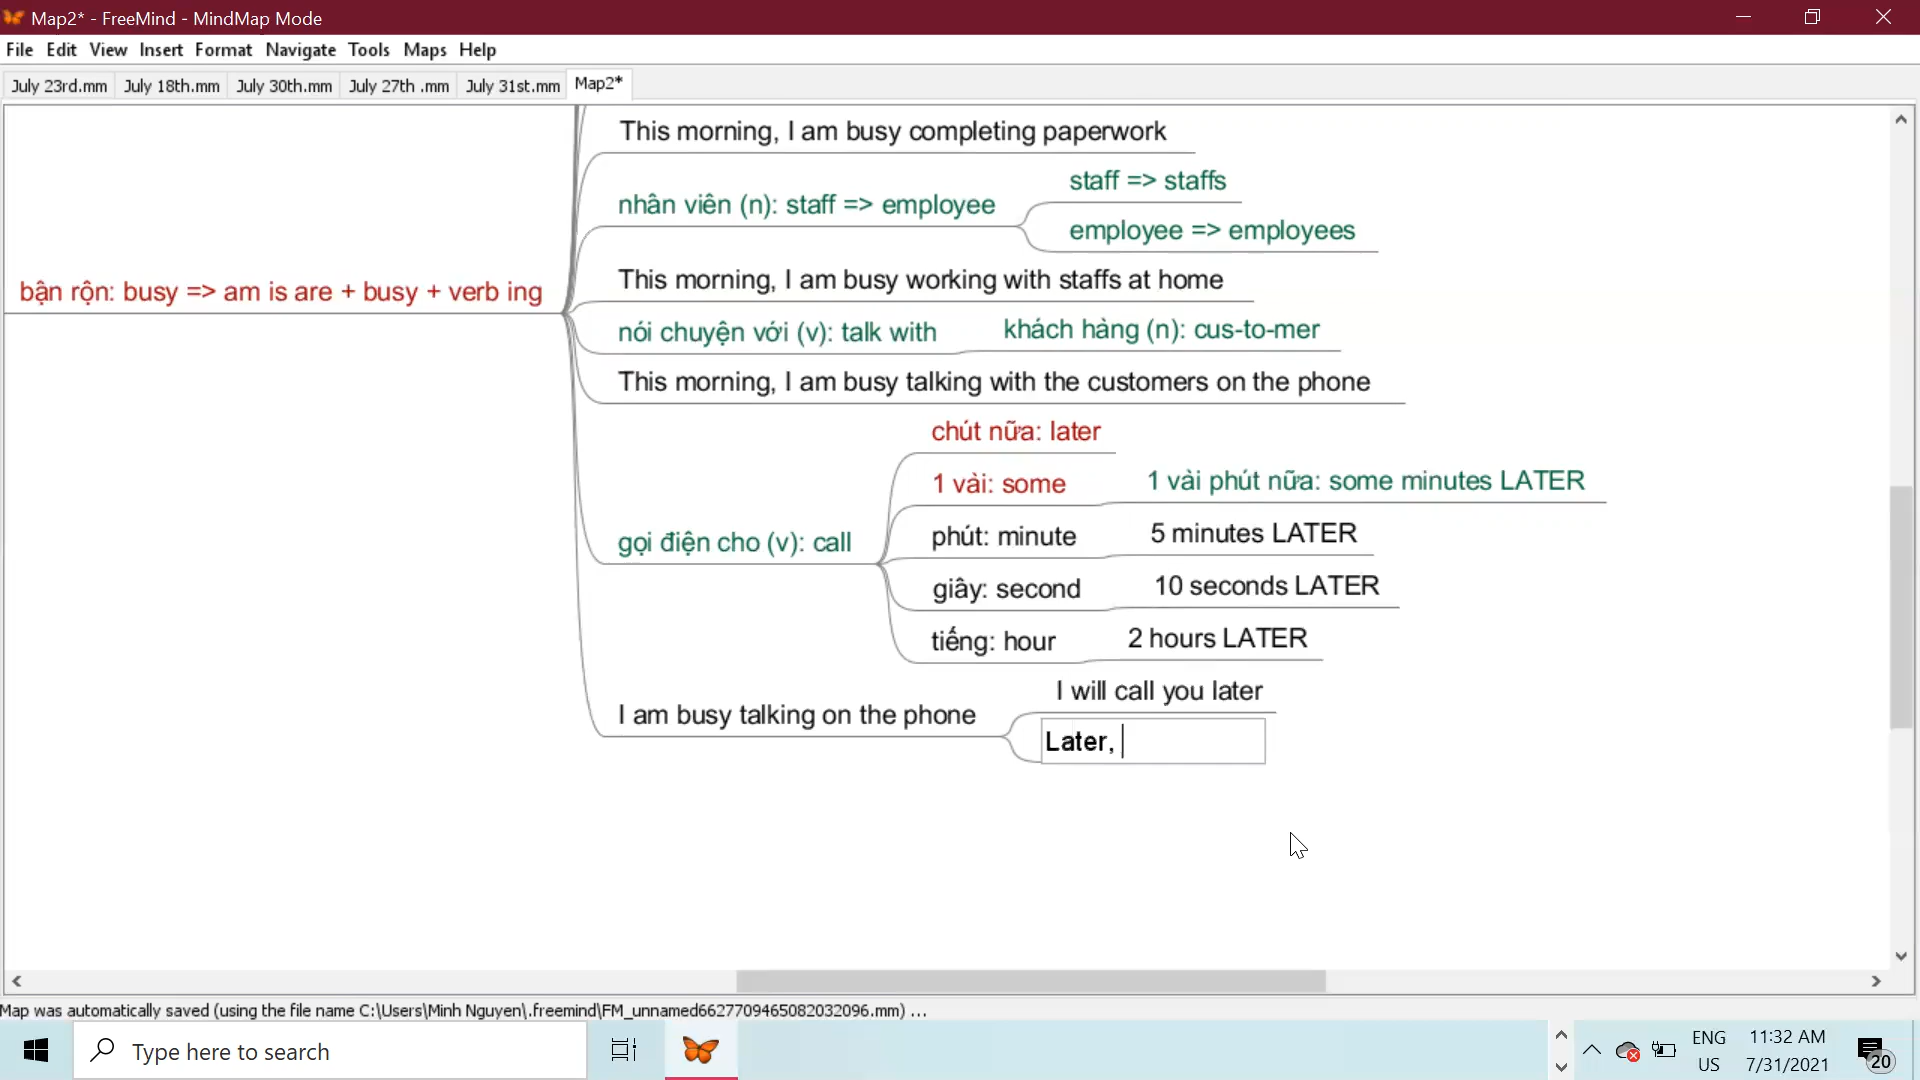 Map2* - FreeMind - MindMap Mode
File Edit View Insert Format Navigate Tools Maps Help
July 23rd.mm July 18th.mm July 30th.mm July 27th .mm July 31st.mm Map2*
This morning, I am busy completing paperwork
staff => staffs
nhân viên (n): staff => employee
employee => employees
This morning, I am busy working with staffs at home
bận rộn: busy => am is are + busy + verb ing
nói chuyện với (v): talk with khách hàng (n): cus-to-mer
This morning, I am busy talking with the customers on the phone
chút nữa: later
1 vài: some 1 vài phút nữa: some minutes LATER
phút: minute 5 minutes LATER
gọi điện cho (v): call
giây: second 10 seconds LATER
tiếng: hour 2 hours LATER
I will call you later
I am busy talking on the phone
Later,
Map was automatically saved (using the file name C:\Users\Minh Nguyen\.freemind\FM_unnamed6627709465082032096.mm) ...
Type here to search
ENG 11:32 AM
US 7/31/2021
20